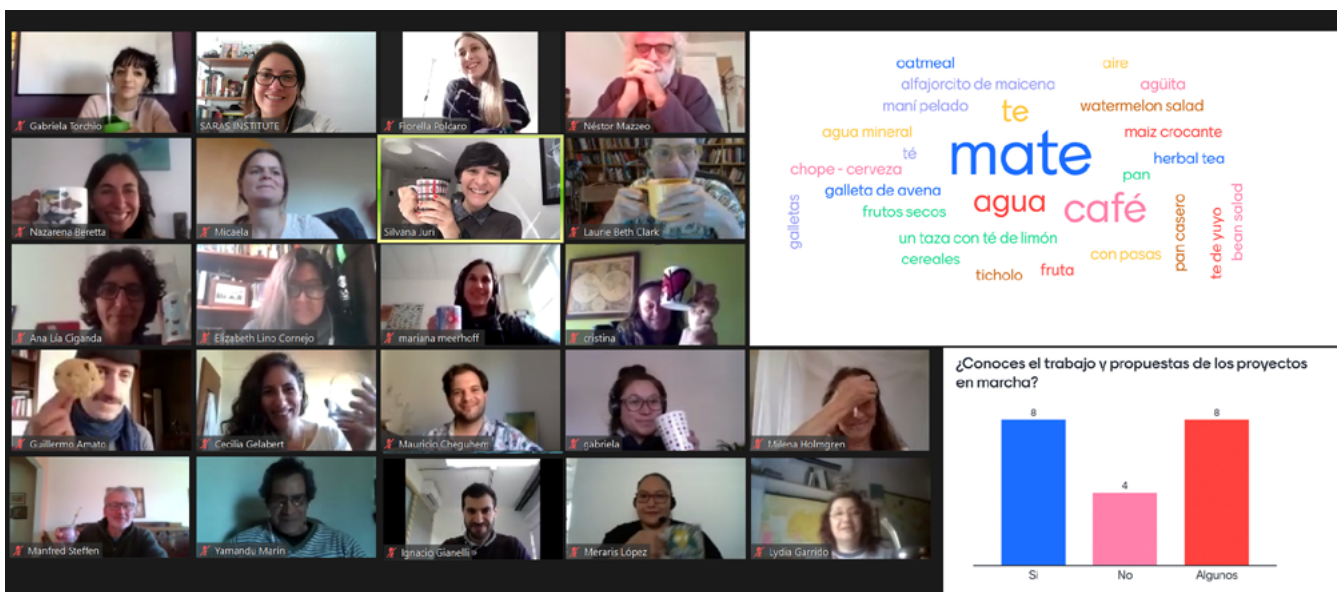 Gabriela Torchio
SARAS INSTITUTE
Fiorella Polcaro
Néstor Mazzeo
Nazarena Beretta
Micaela
Silvana Juri
Laurie Beth Clark
Ana Lía Ciganda
Elizabeth Lino Cornejo
mariana meerhoff
cristina
Guillermo Amato
Cecilia Gelabert
Mauricio Cheguhem
gabriela
Milena Holmgren
Manfred Steffen
Yamandu Marin
Ignacio Gianelli
Meraris López
Lydia Garrido
catmeal
aire
alfajorcito de maicena
agüita
maní pelado
te
watermelon salad
agua mineral
maiz crocante
té
mate
herbal tea
chope - cerveza
pan
galleta de avena
agua
café
frutos secos
galletas
un taza con té de limón
con pasas
pan casero
te de yuyo
bean salad
cereales
ticholo
fruta
¿Conoces el trabajo y propuestas de los proyectos
en marcha?
8
4
8
Si
No
Algunos